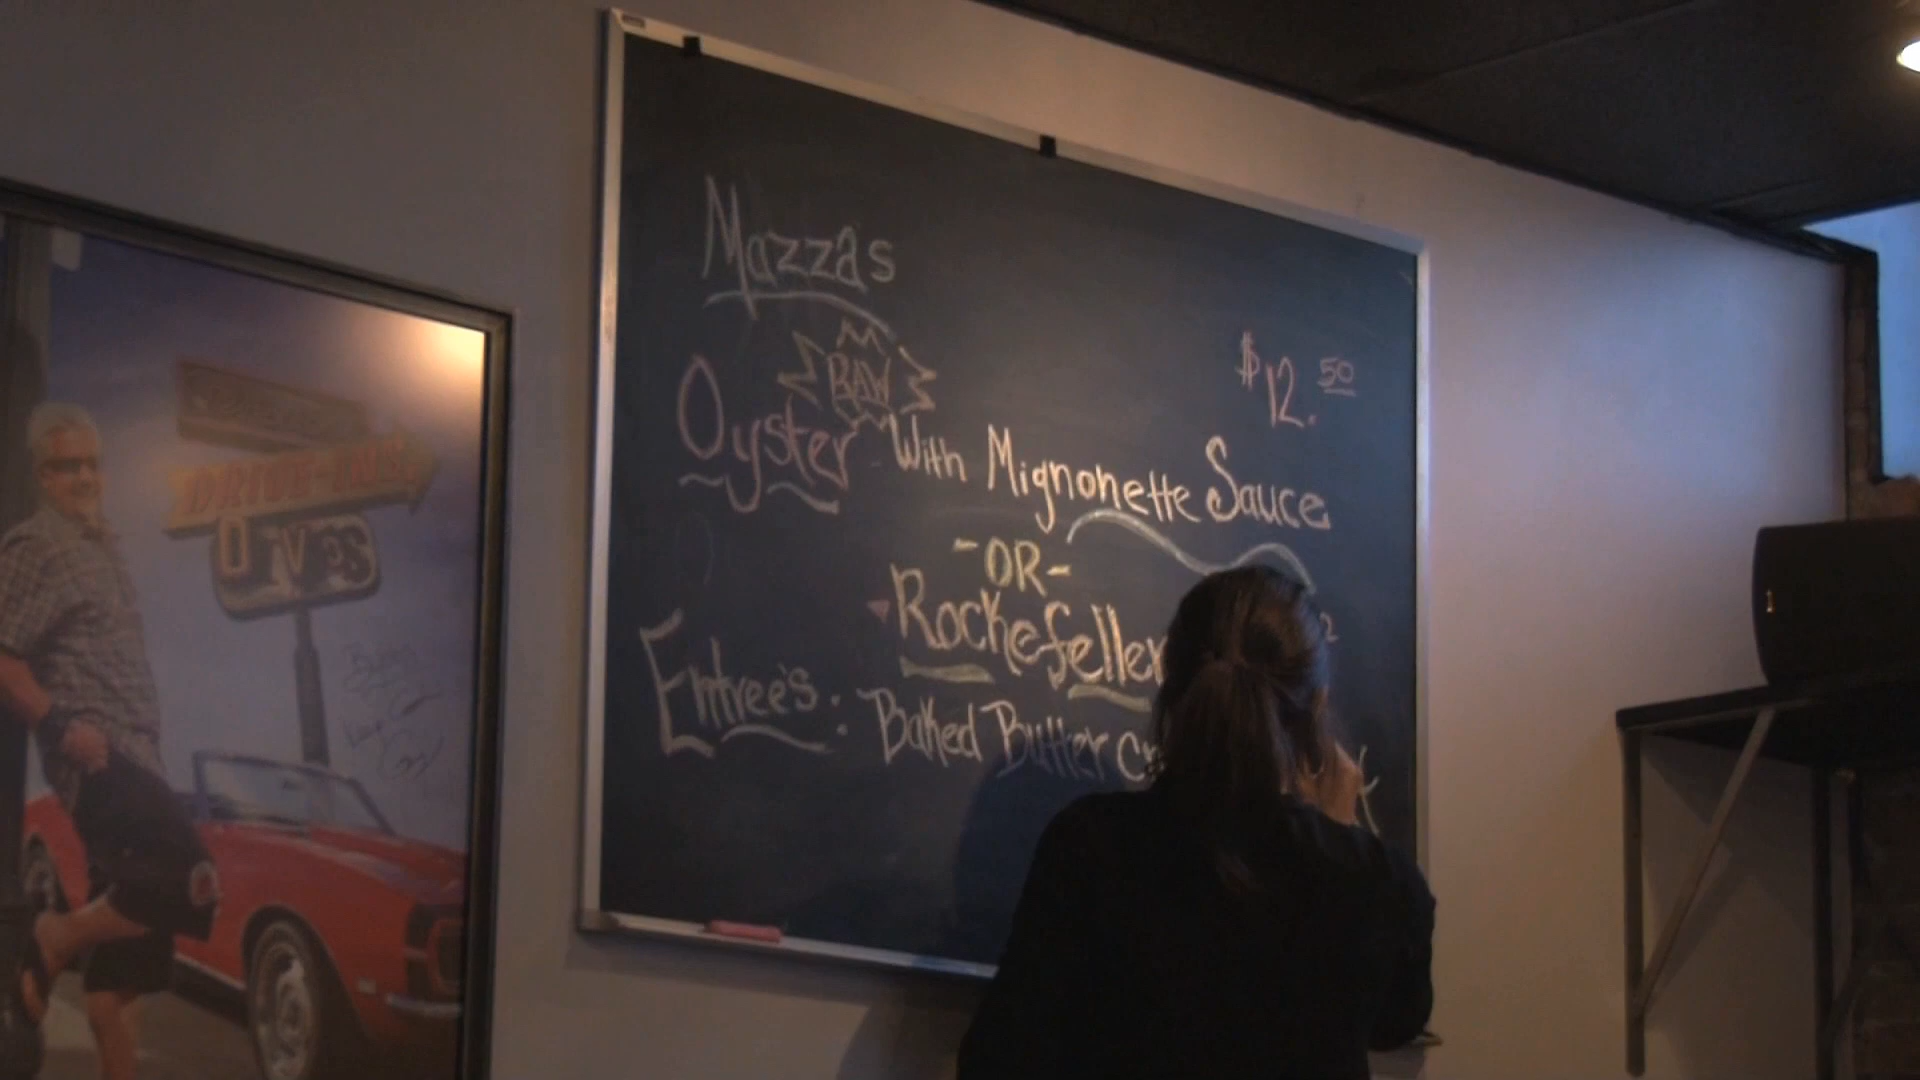 Mazzas
RAW
$12.50
Oyster With Mignonette Sauce
-OR-
Rockefeller
Entree's: Baked Butter
DRIVE-INS